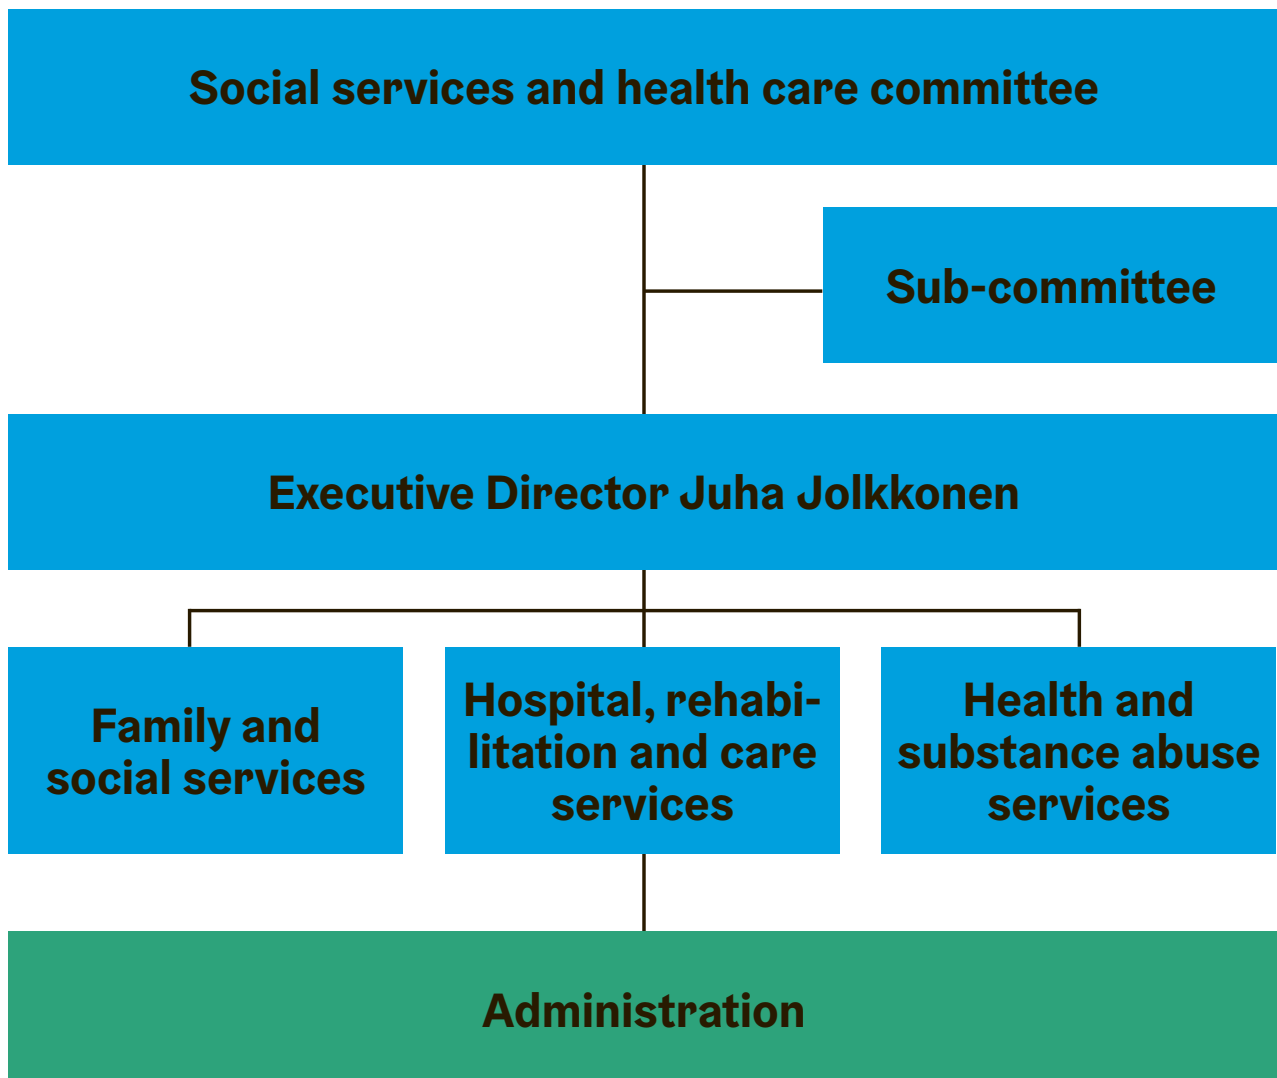 Social services and health care committee
Sub-committee
Executive Director Juha Jolkkonen
Family and
social services
Hospital, rehabi-
litation and care
services
Health and
substance abuse
services
Administration